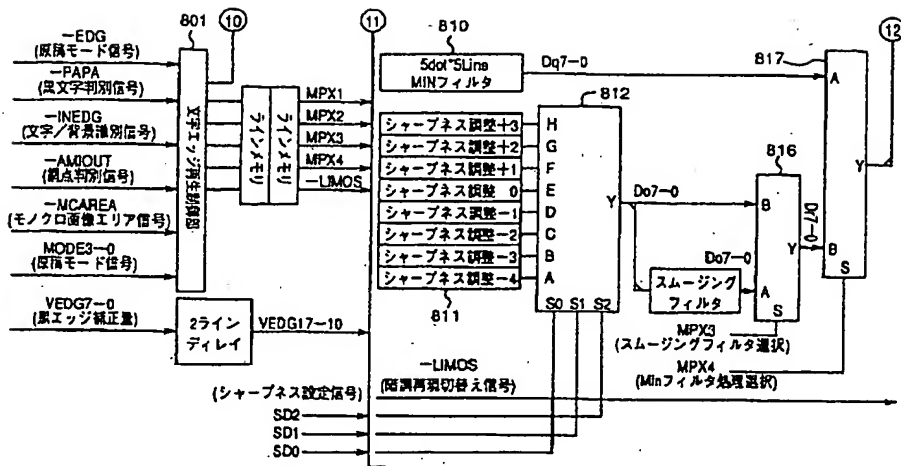 801
10
11
810
817
12
-EDG
(原稿モード信号)
-PAPA
(黒文字判別信号)
-INEDG
(文字/背景識別信号)
-AMIOUT
(網点判別信号)
-MCAREA
(モノクロ画像エリア信号)
MODE3-0
(原稿モード信号)
VEDG7-0
(黒エッジ補正量)
文字エッジ再生制御部
ラインメモリ
ラインメモリ
MPX1
MPX2
MPX3
MPX4
-LIMOS
2ライン
ディレイ
VEDG17-10
5dot*5Line
MINフィルタ
Dq7-0
812
シャープネス調整+3
シャープネス調整+2
シャープネス調整+1
シャープネス調整 0
シャープネス調整-1
シャープネス調整-2
シャープネス調整-3
シャープネス調整-4
811
H
G
F
E
D
C
B
A
Y
S0 S1 S2
Do7-0
Do7-0
スムージング
フィルタ
816
B
A
Y
S
Dr7-0
A
B
Y
S
MPX3
(スムージングフィルタ選択)
MPX4
(Minフィルタ処理選択)
-LIMOS
(階調再現切替え信号)
(シャープネス設定信号)
SD2
SD1
SD0